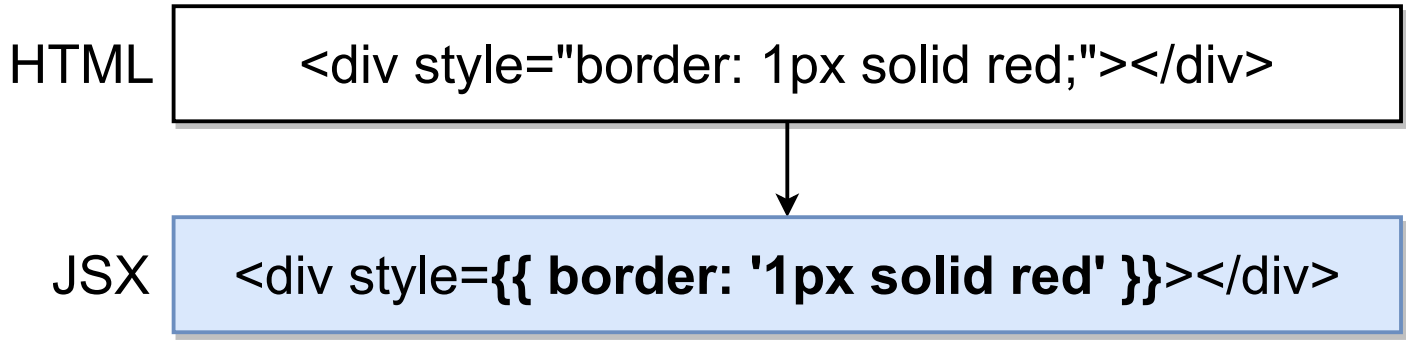 HTML <div style="border: 1px solid red;"></div>
JSX <div style={{ border: '1px solid red' }}></div>